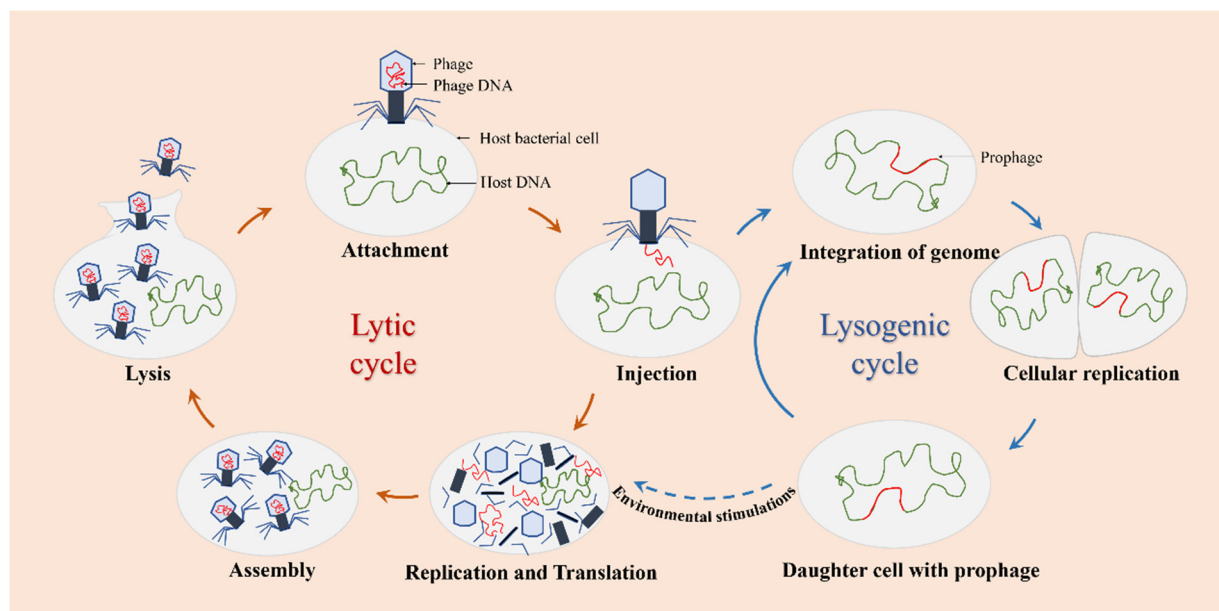 Phage
Phage DNA
Host bacterial cell
Host DNA
Attachment
Prophage
Integration of genome
Lytic
cycle
Lysogenic
cycle
Lysis
Injection
Cellular replication
Environmental stimulations
Assembly
Replication and Translation
Daughter cell with prophage